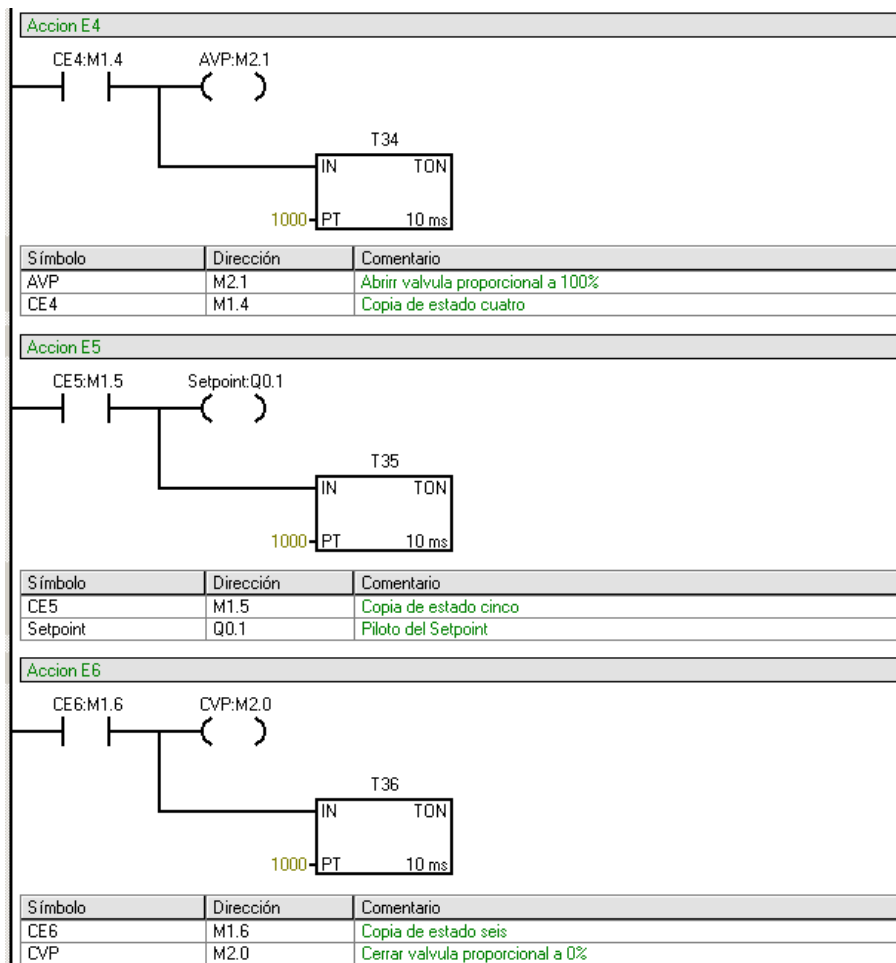 Accion E4
CE4:M1.4 AVP:M2.1
T34
IN TON
1000 PT 10 ms
Símbolo Dirección Comentario
AVP M2.1 Abrirr valvula proporcional a 100%
CE4 M1.4 Copia de estado cuatro
Accion E5
CE5:M1.5 Setpoint:Q0.1
T35
IN TON
1000 PT 10 ms
Símbolo Dirección Comentario
CE5 M1.5 Copia de estado cinco
Setpoint Q0.1 Piloto del Setpoint
Accion E6
CE6:M1.6 CVP:M2.0
T36
IN TON
1000 PT 10 ms
Símbolo Dirección Comentario
CE6 M1.6 Copia de estado seis
CVP M2.0 Cerrar valvula proporcional a 0%